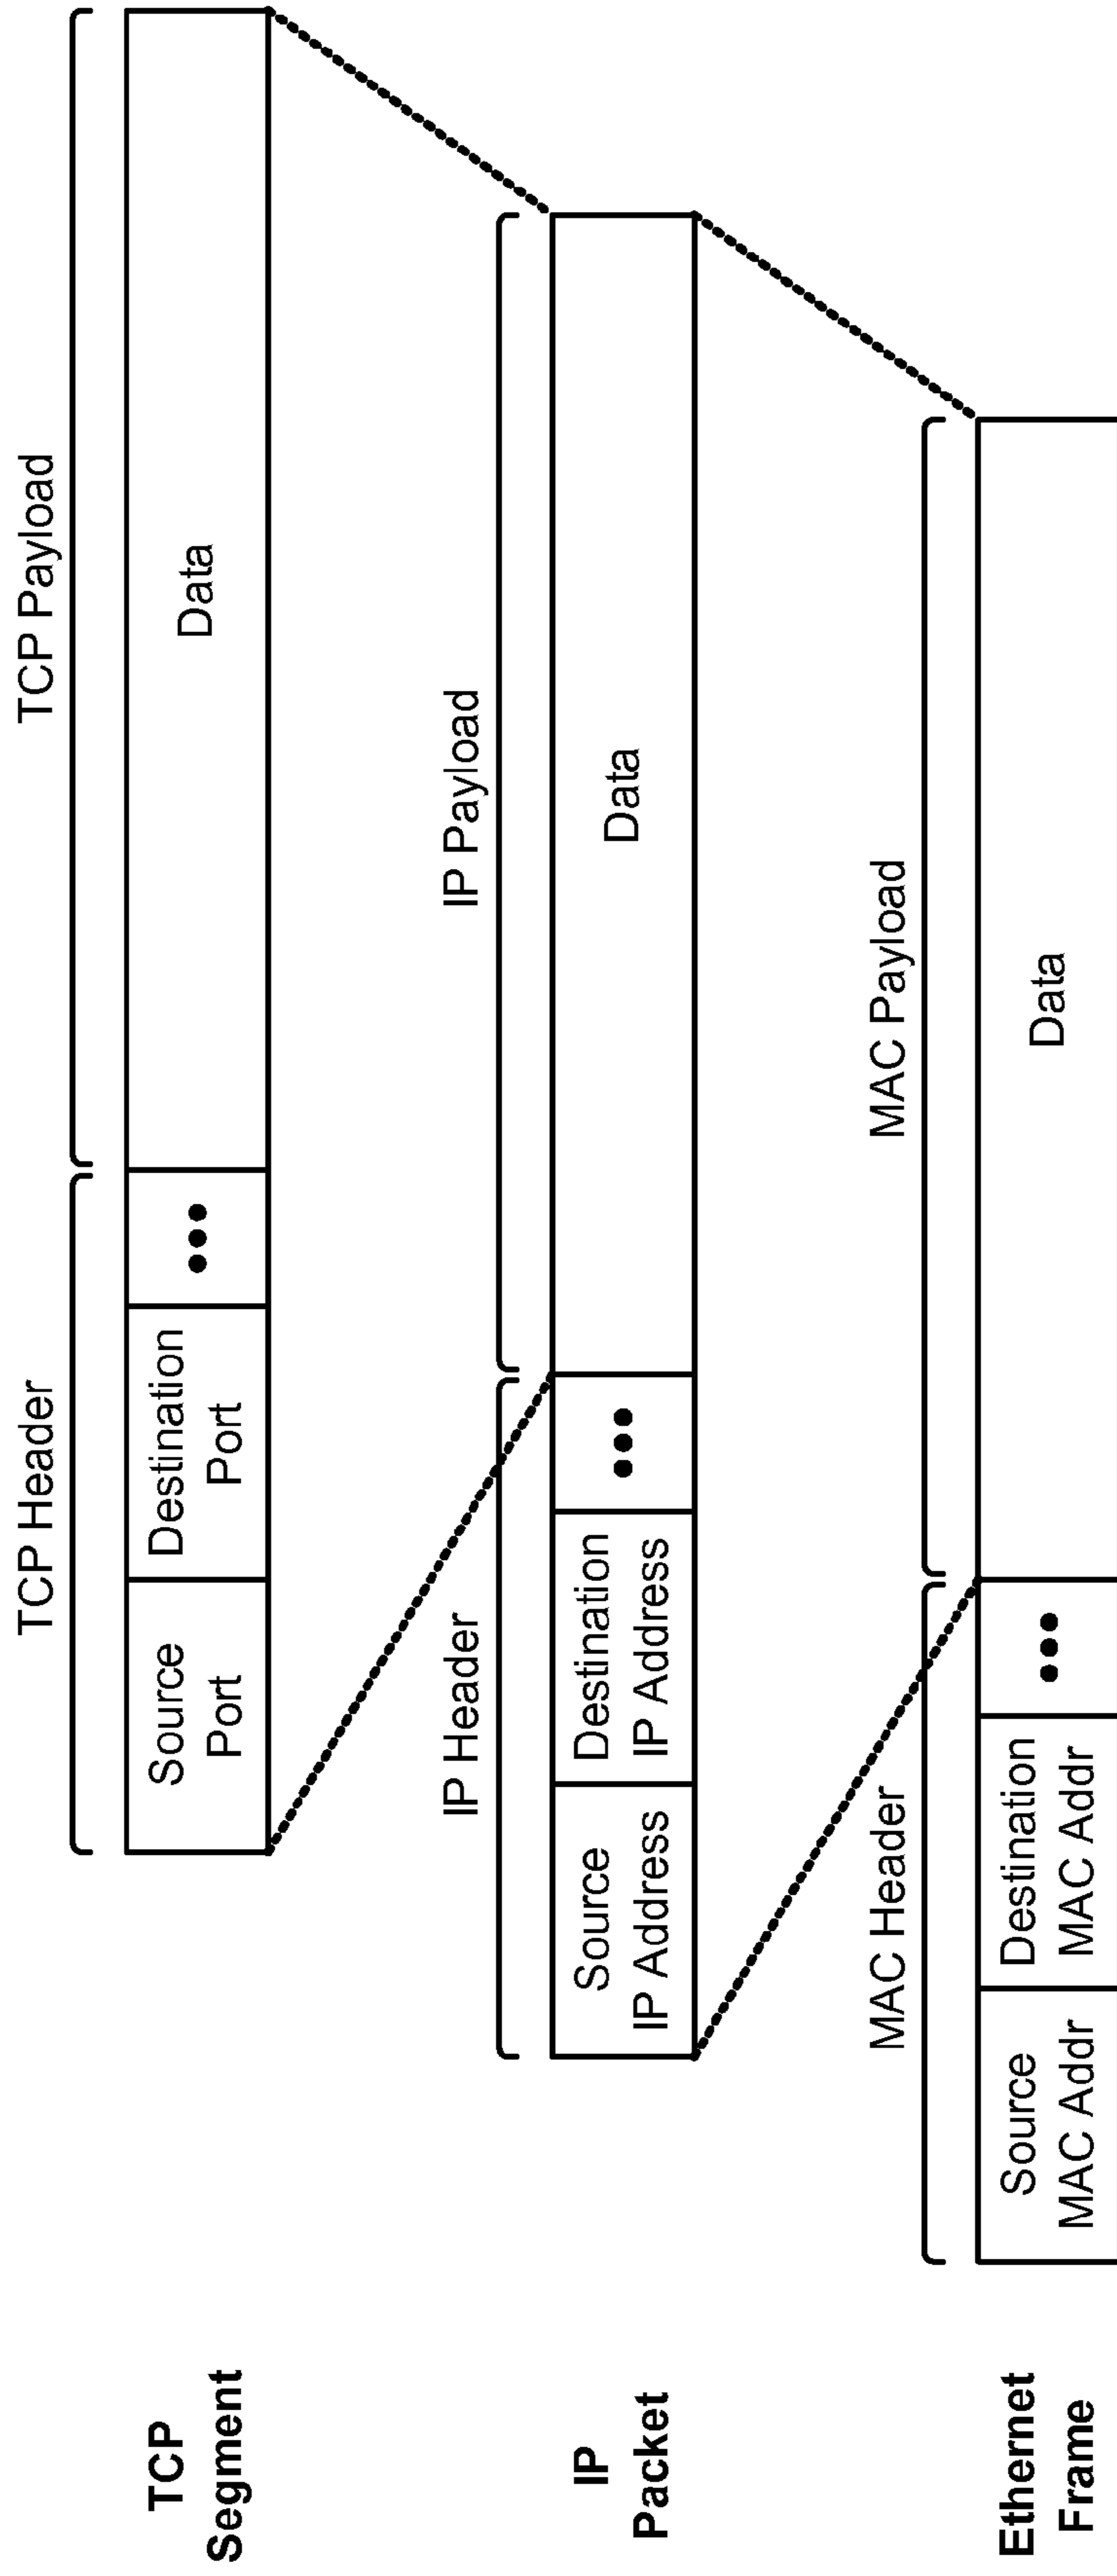 TCP Header
TCP Payload
TCP
Segment
Source
Port
Destination
Port
•••
Data
IP Header
IP Payload
IP
Packet
Source
IP Address
Destination
IP Address
•••
Data
MAC Header
MAC Payload
Ethernet
Frame
Source
MAC Addr
Destination
MAC Addr
•••
Data